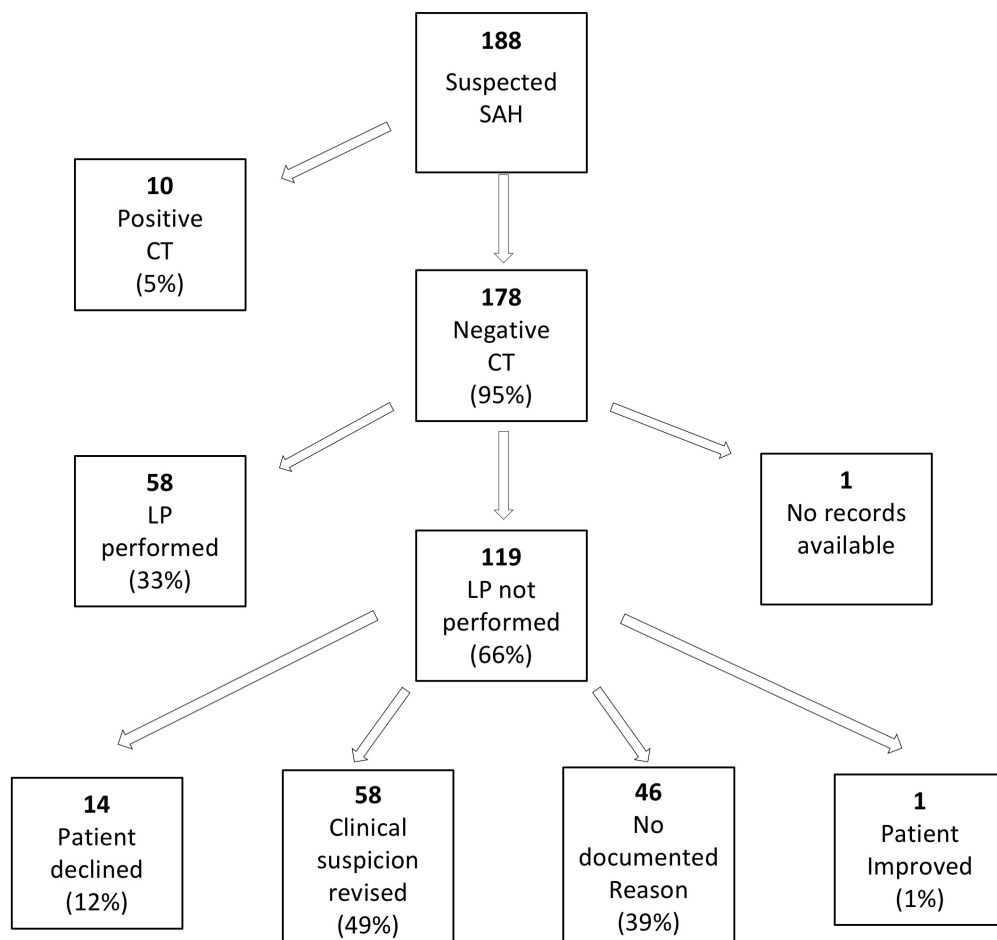 188
Suspected
SAH
10
Positive
CT
(5%)
178
Negative
CT
(95%)
58
LP
performed
(33%)
1
No records
available
119
LP not
performed
(66%)
14
Patient
declined
(12%)
58
Clinical
suspicion
revised
(49%)
46
No
documented
Reason
(39%)
1
Patient
Improved
(1%)